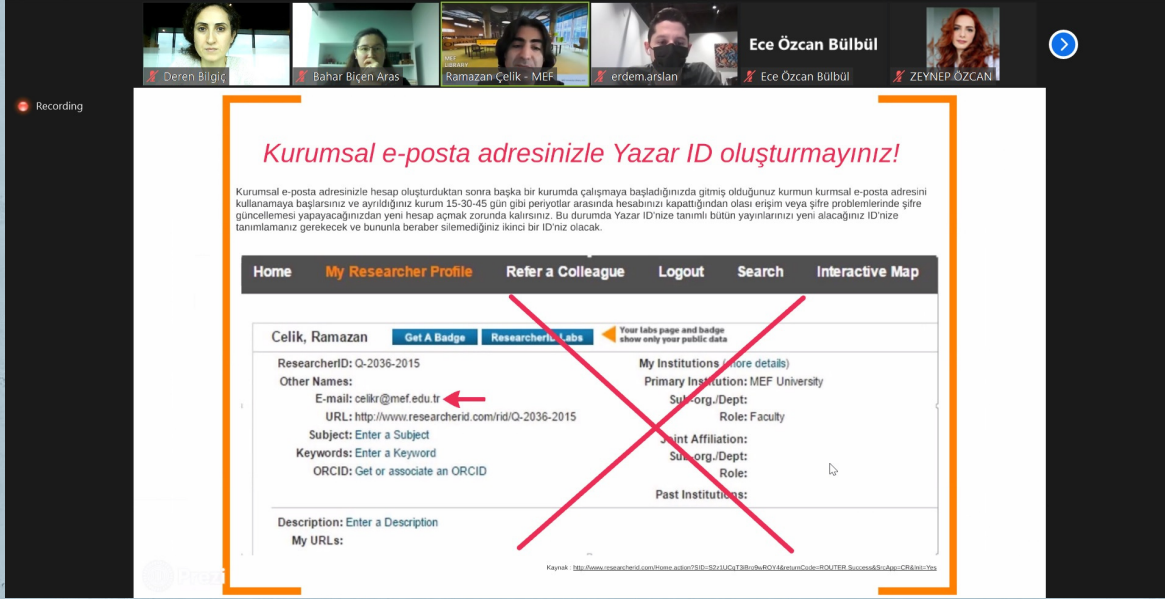 MEF
LIBRARY
Deren Bilgiç
Bahar Biçen Aras
Ramazan Çelik - MEF
erdem.arslan
Ece Özcan Bülbül
Ece Özcan Bülbül
ZEYNEP ÖZCAN
Recording
Kurumsal e-posta adresinizle Yazar ID oluşturmayınız!
Kurumsal e-posta adresinizle hesap oluşturduktan sonra başka bir kurumda çalışmaya başladığınızda gitmiş olduğunuz kurmun kurmsal e-posta adresini
kullanamaya başlarsınız ve ayrıldığınız kurum 15-30-45 gün gibi periyotlar arasında hesabınızı kapattığından olası erişim veya şifre problemlerinde şifre
güncellemesi yapayacağınızdan yeni hesap açmak zorunda kalırsınız. Bu durumda Yazar ID'nize tanımlı bütün yayınlarınızı yeni alacağınız ID'nize
tanımlamanız gerekecek ve bununla beraber silemediğiniz ikinci bir ID'niz olacak.
Home My Researcher Profile Refer a Colleague Logout Search Interactive Map
Celik, Ramazan Get A Badge ResearcherID Labs Your labs page and badge
show only your public data
ResearcherID: Q-2036-2015
Other Names:
E-mail: celikr@mef.edu.tr
URL: http://www.researcherid.com/rid/Q-2036-2015
Subject: Enter a Subject
Keywords: Enter a Keyword
ORCID: Get or associate an ORCID
My Institutions (more details)
Primary Institution: MEF University
Sub-org./Dept:
Role: Faculty
Joint Affiliation:
Sub-org./Dept:
Role:
Past Institutions:
Description: Enter a Description
My URLs:
Kaynak : 
Prezi